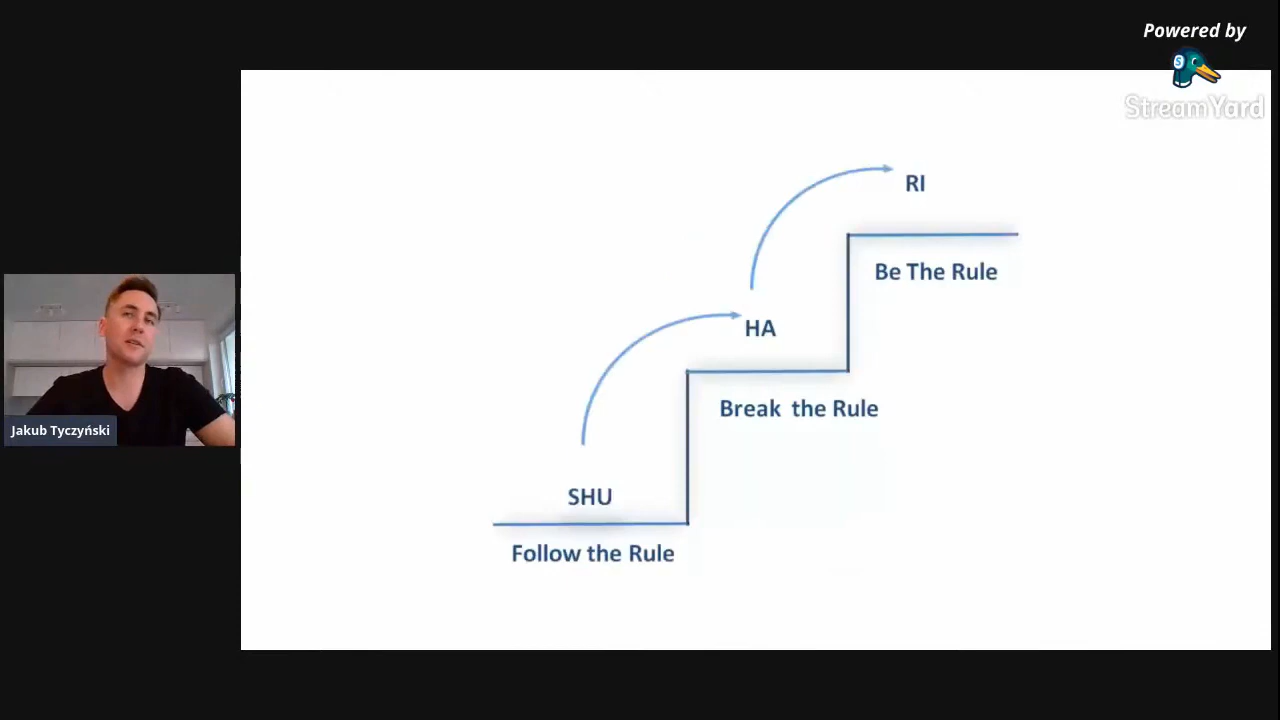 Powered by
StreamYard
RI
Be The Rule
HA
Break the Rule
Jakub Tyczyński
SHU
Follow the Rule